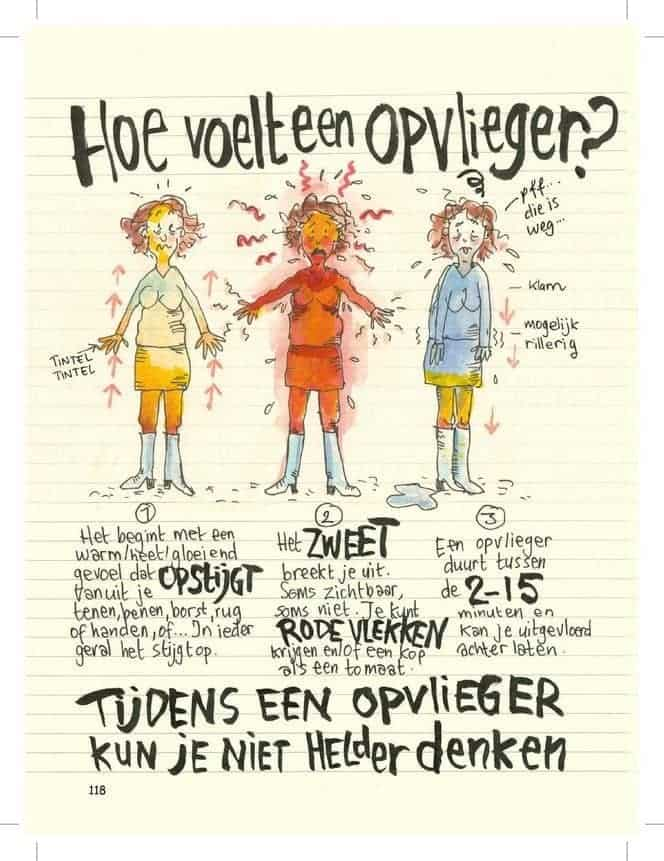 Hoe voelt een opvlieger?
pff...
die is
weg...
klam
mogelijk
rillerig
TINTEL
TINTEL
1
Het begint met een
warm/heet/gloeiend
gevoel dat OPSTIJGT
vanuit je
tenen, benen, borst, rug
of handen, of... In ieder
geval het stijgt op.
2
Het ZWEET
breekt je uit.
Soms zichtbaar,
soms niet. Je kunt
RODE VLEKKEN
krijgen en/of een kop
als een tomaat.
3
Een opvlieger
duurt tussen
de 2-15
minuten en
kan je uitgevloerd
achter laten.
TIJDENS EEN OPVLIEGER
KUN JE NIET HELDER denken
118